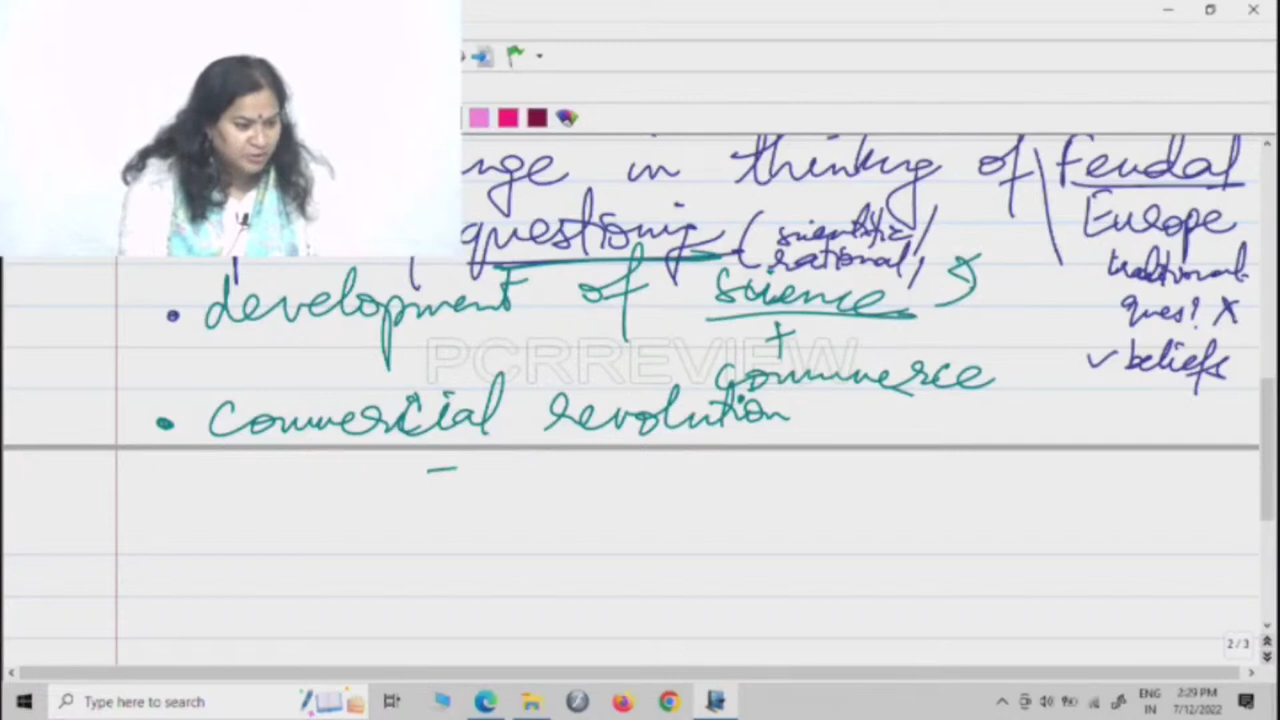 nge in thinking of Feudal
Europe
questioning (scientific/
rational)
traditional
ques? X
✓ beliefs
• development of science
+
commerce
PCRREVIEW
• Commercial revolution
–
2 / 3
Type here to search
ENG
IN
2:29 PM
7/12/2022